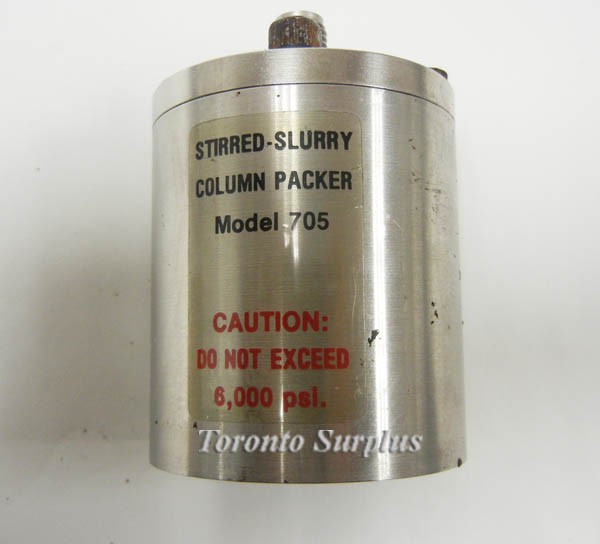 STIRRED-SLURRY
COLUMN PACKER
Model 705
CAUTION:
DO NOT EXCEED
6,000 psi.
Toronto Surplus